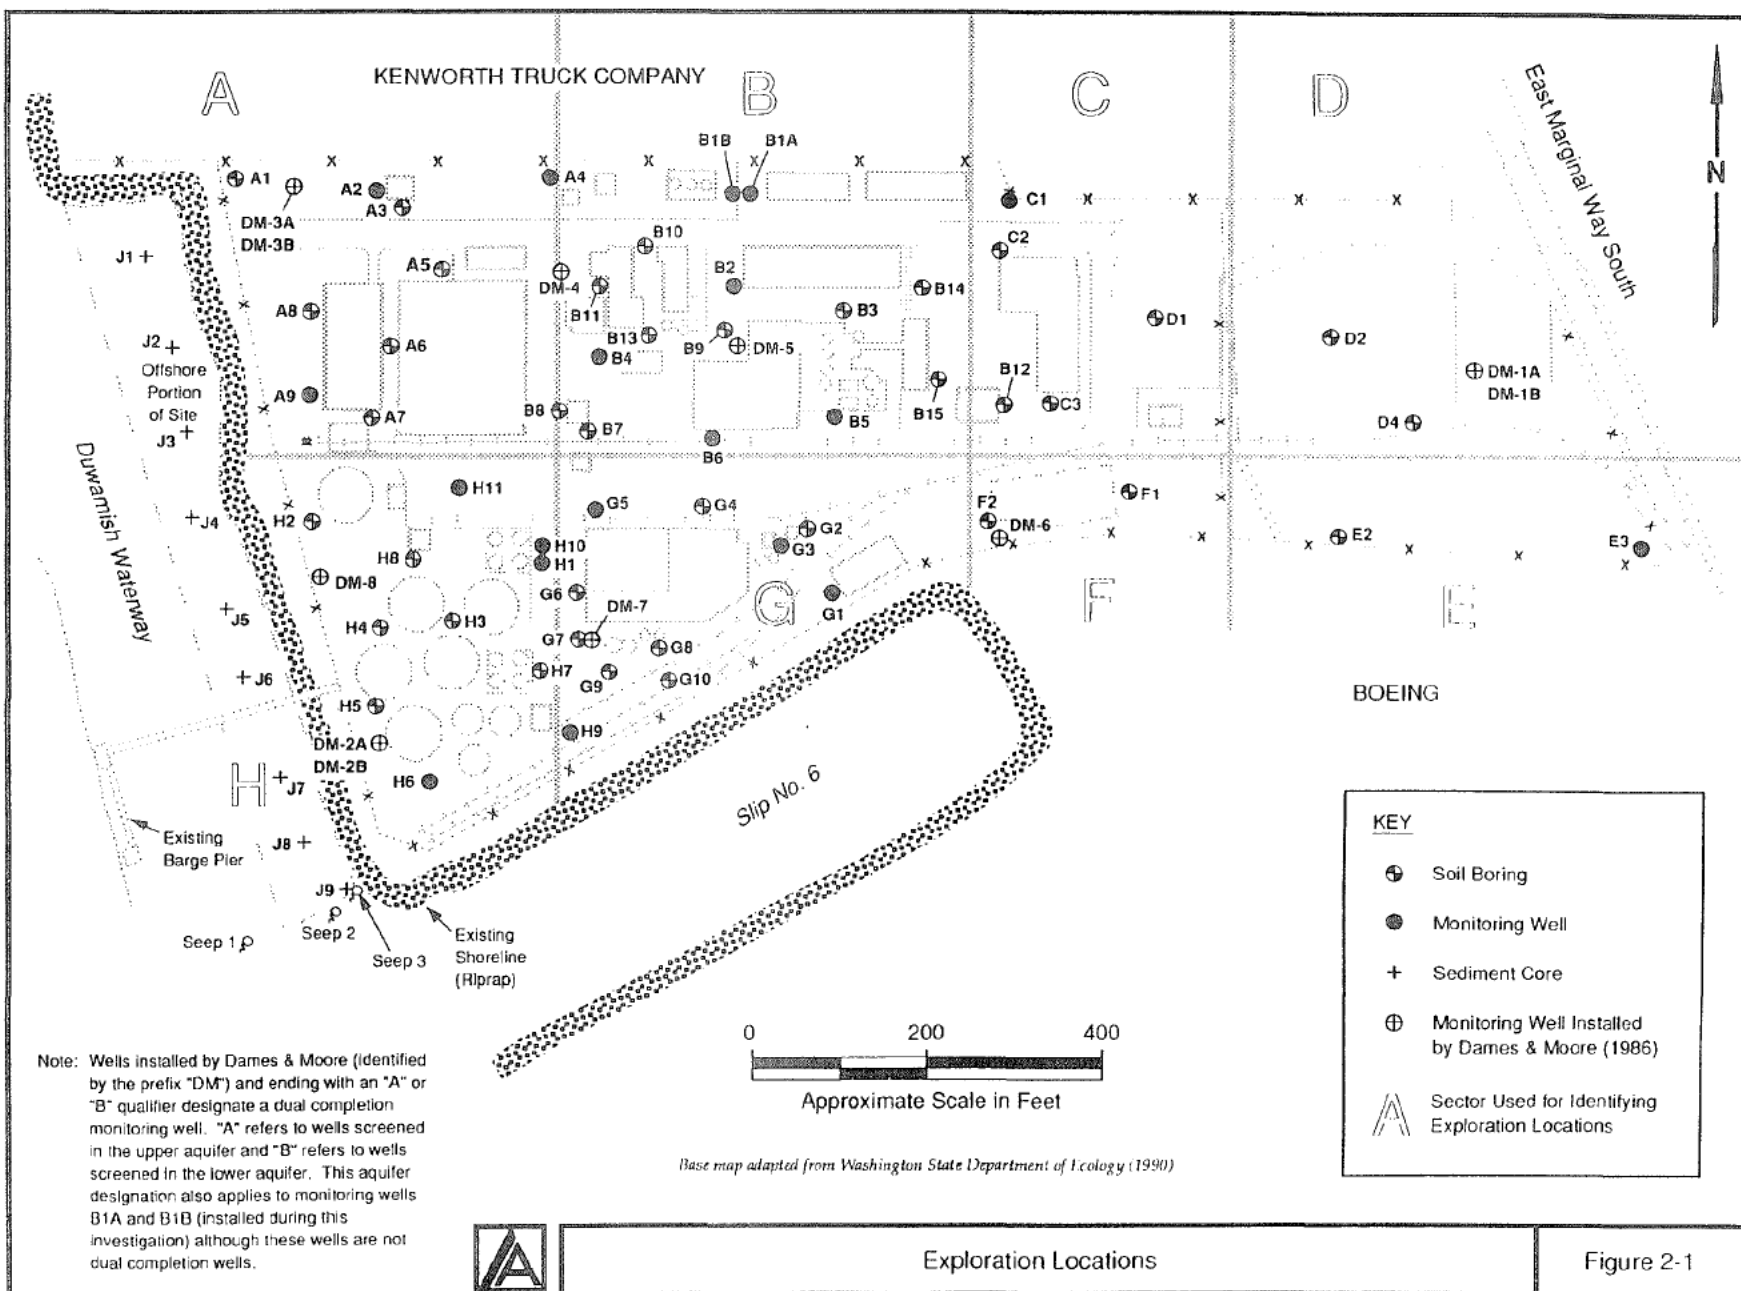 KENWORTH TRUCK COMPANY
A
B
C
D
East Marginal Way South
N
B1B
B1A
A1
A2
A3
A4
DM-3A
DM-3B
C1
C2
J1
A5
B10
B2
DM-4
B11
B14
A8
B3
D1
J2
A6
B13
B9
DM-5
D2
Offshore
Portion
of Site
B4
DM-1A
DM-1B
A9
B12
B15
C3
A7
B8
B7
B5
D4
J3
B6
Duwamish Waterway
H11
G5
G4
F1
J4
H2
G2
F2
DM-6
H10
G3
E2
E3
H8
H1
DM-8
G6
DM-7
G
G1
F
E
J5
H4
H3
G7
G8
J6
H7
G9
G10
BOEING
H5
H9
DM-2A
DM-2B
H
J7
H6
Slip No. 6
Existing
Barge Pier
J8
J9
Seep 1
Seep 2
Seep 3
Existing
Shoreline
(Riprap)
KEY
Soil Boring
Monitoring Well
Sediment Core
Monitoring Well Installed
by Dames & Moore (1986)
A
Sector Used for Identifying
Exploration Locations
0 200 400
Approximate Scale in Feet
Note: Wells installed by Dames & Moore (identified
by the prefix "DM") and ending with an "A" or
"B" qualifier designate a dual completion
monitoring well. "A" refers to wells screened
in the upper aquifer and "B" refers to wells
screened in the lower aquifer. This aquifer
designation also applies to monitoring wells
B1A and B1B (installed during this
investigation) although these wells are not
dual completion wells.
Base map adapted from Washington State Department of Ecology (1990)
Exploration Locations
Figure 2-1